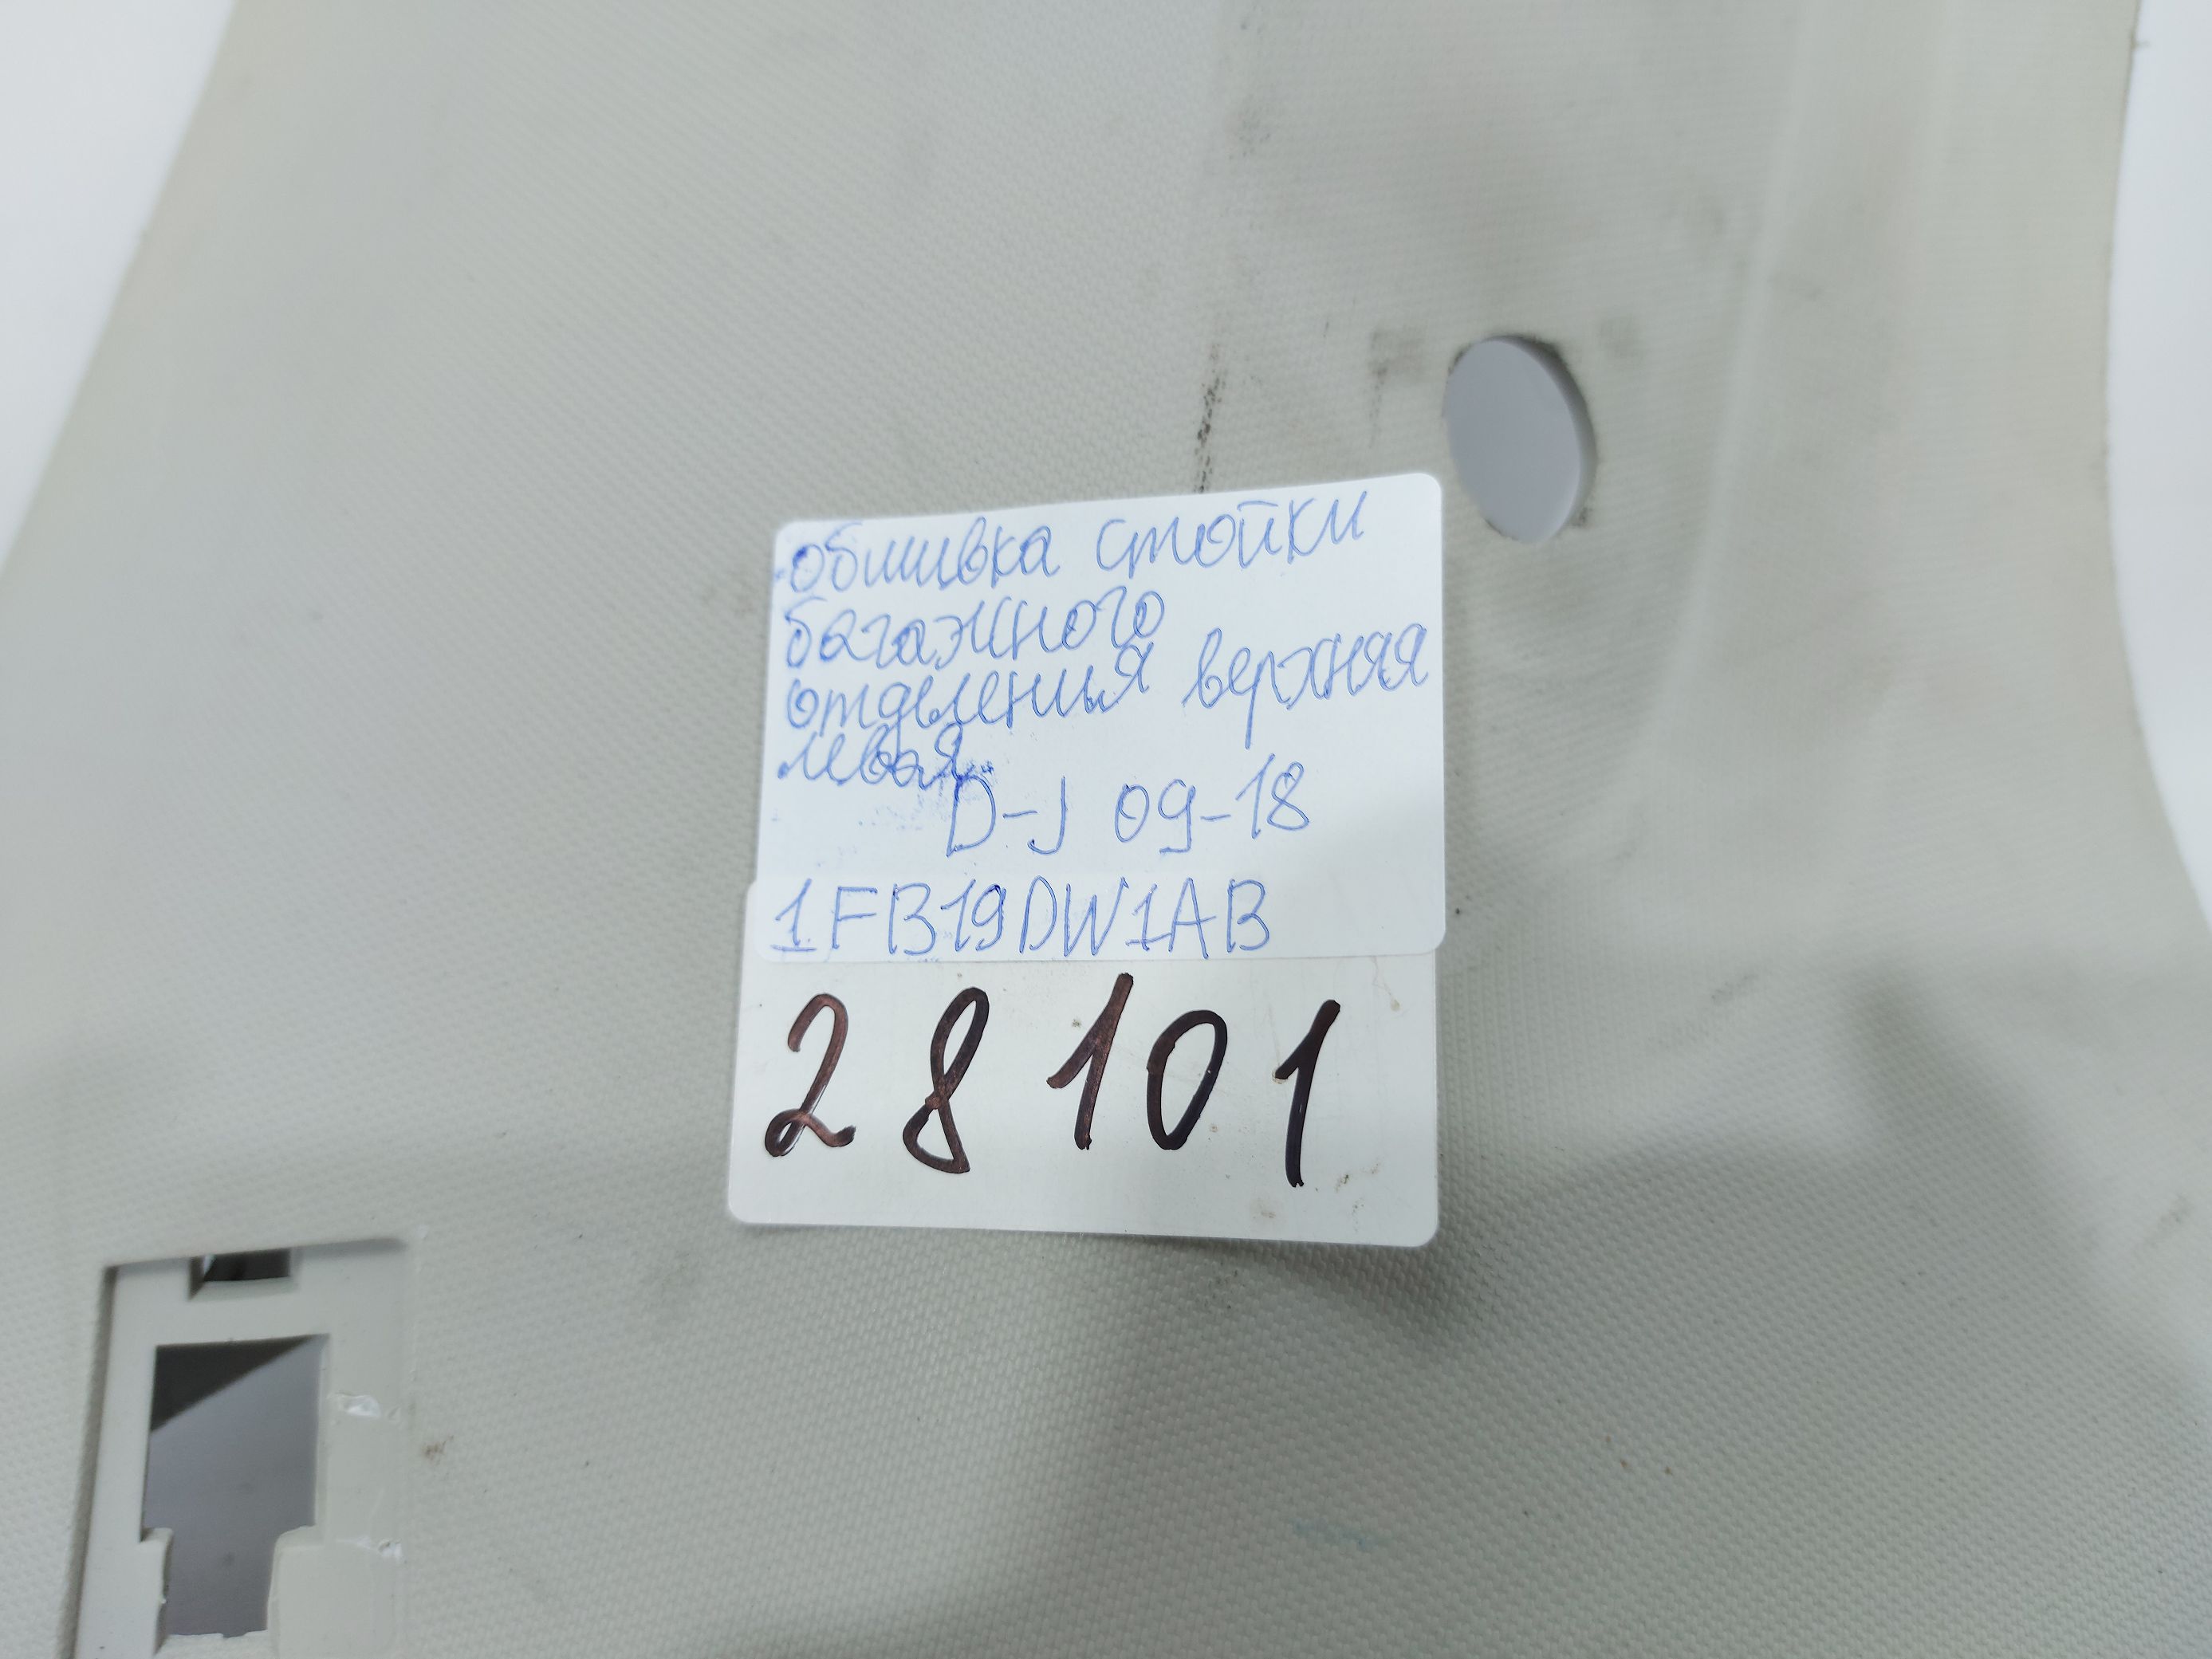 обшивка стойки
багажного
отделения верхняя
левая
D-J 09-18
1FB19DW1AB
28101